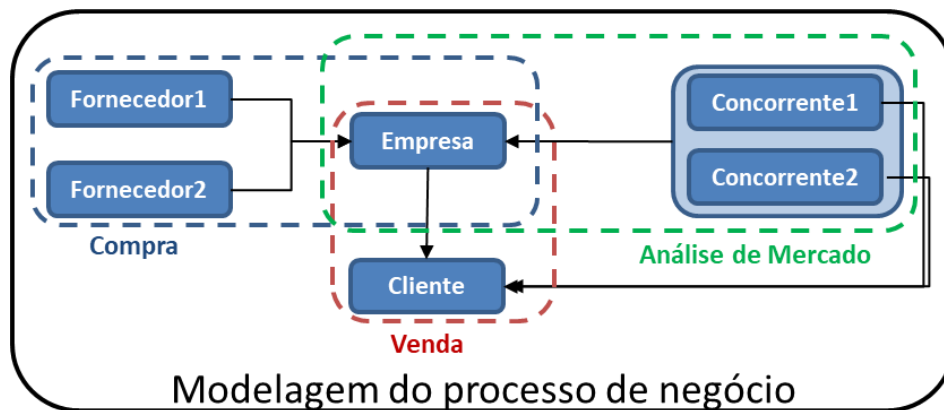 Fornecedor1
Fornecedor2
Empresa
Concorrente1
Concorrente2
Compra
Análise de Mercado
Cliente
Venda
Modelagem do processo de negócio